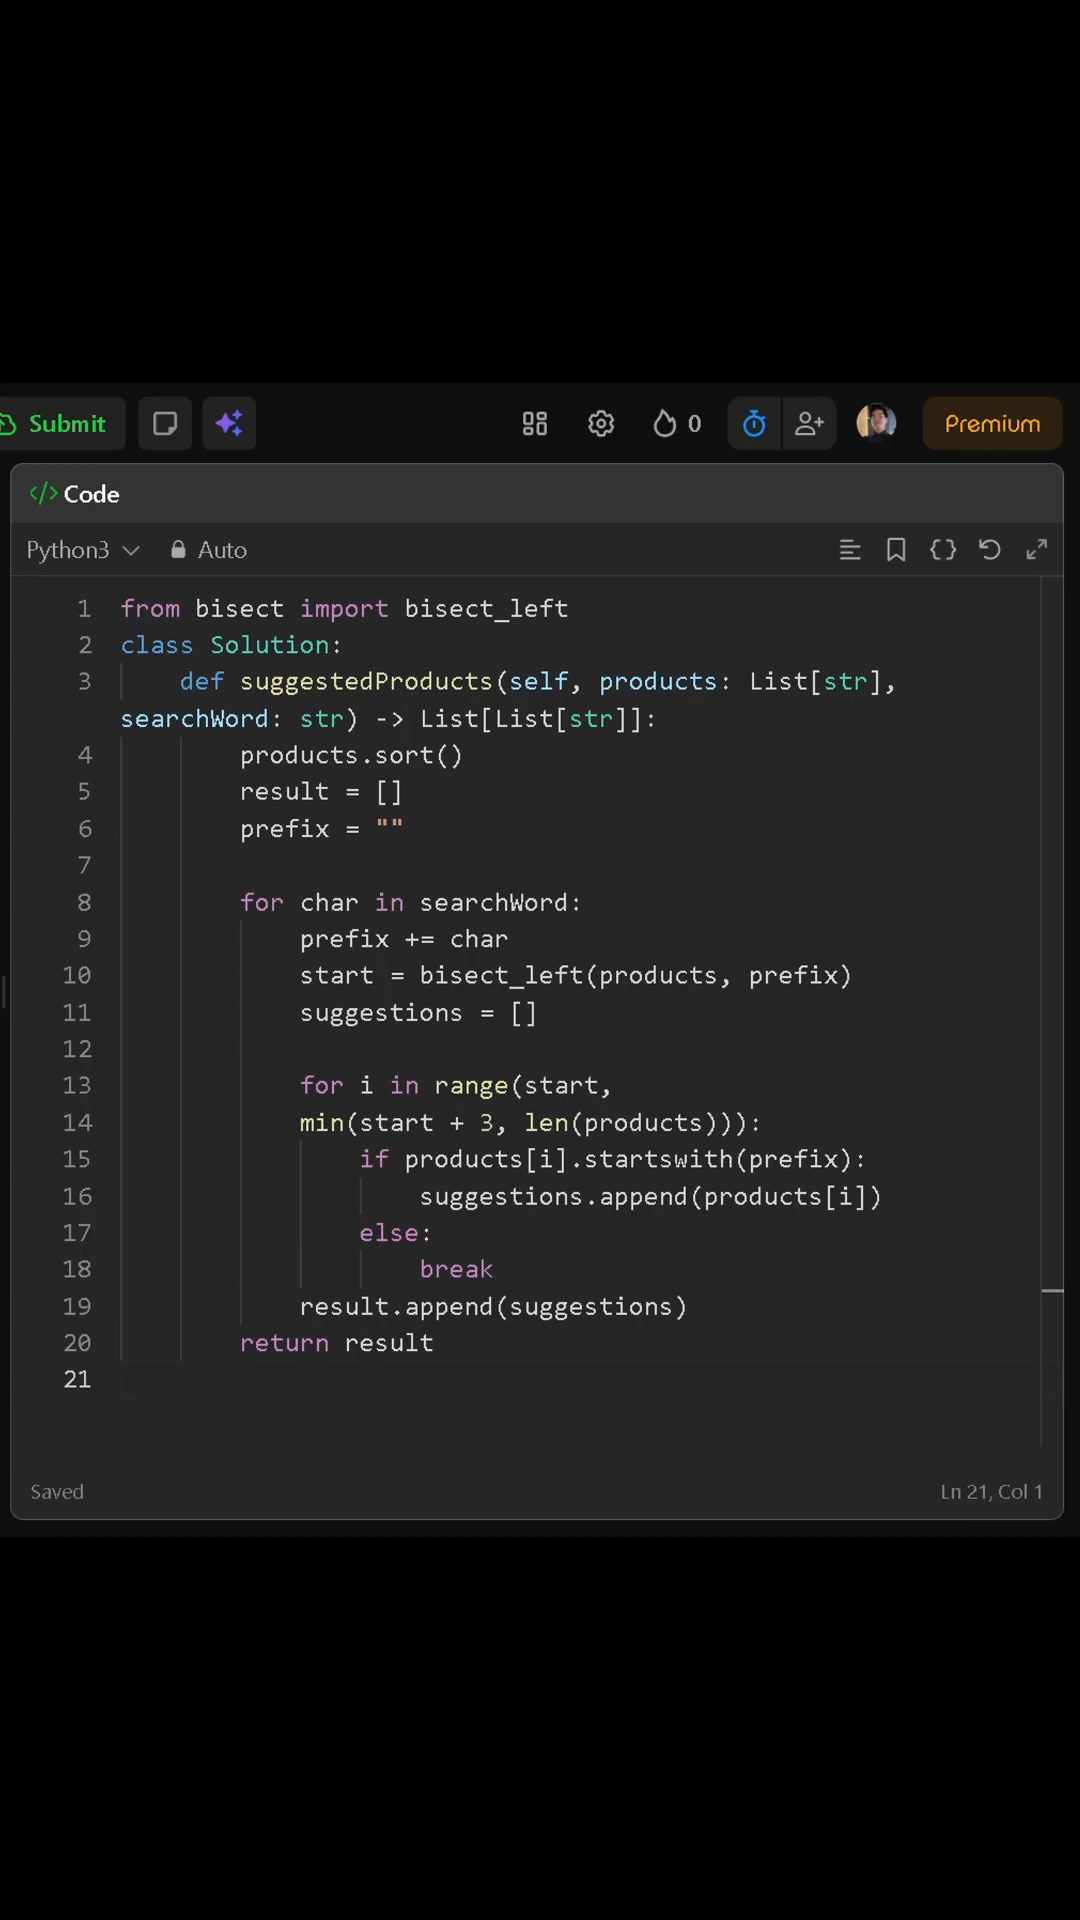 Submit
0
Premium
</> Code
Python3
Auto
1 from bisect import bisect_left
2 class Solution:
3     def suggestedProducts(self, products: List[str],
searchWord: str) -> List[List[str]]:
4         products.sort()
5         result = []
6         prefix = ""
7
8         for char in searchWord:
9             prefix += char
10             start = bisect_left(products, prefix)
11             suggestions = []
12
13             for i in range(start,
14             min(start + 3, len(products))):
15                 if products[i].startswith(prefix):
16                     suggestions.append(products[i])
17                 else:
18                     break
19             result.append(suggestions)
20         return result
21
Saved
Ln 21, Col 1